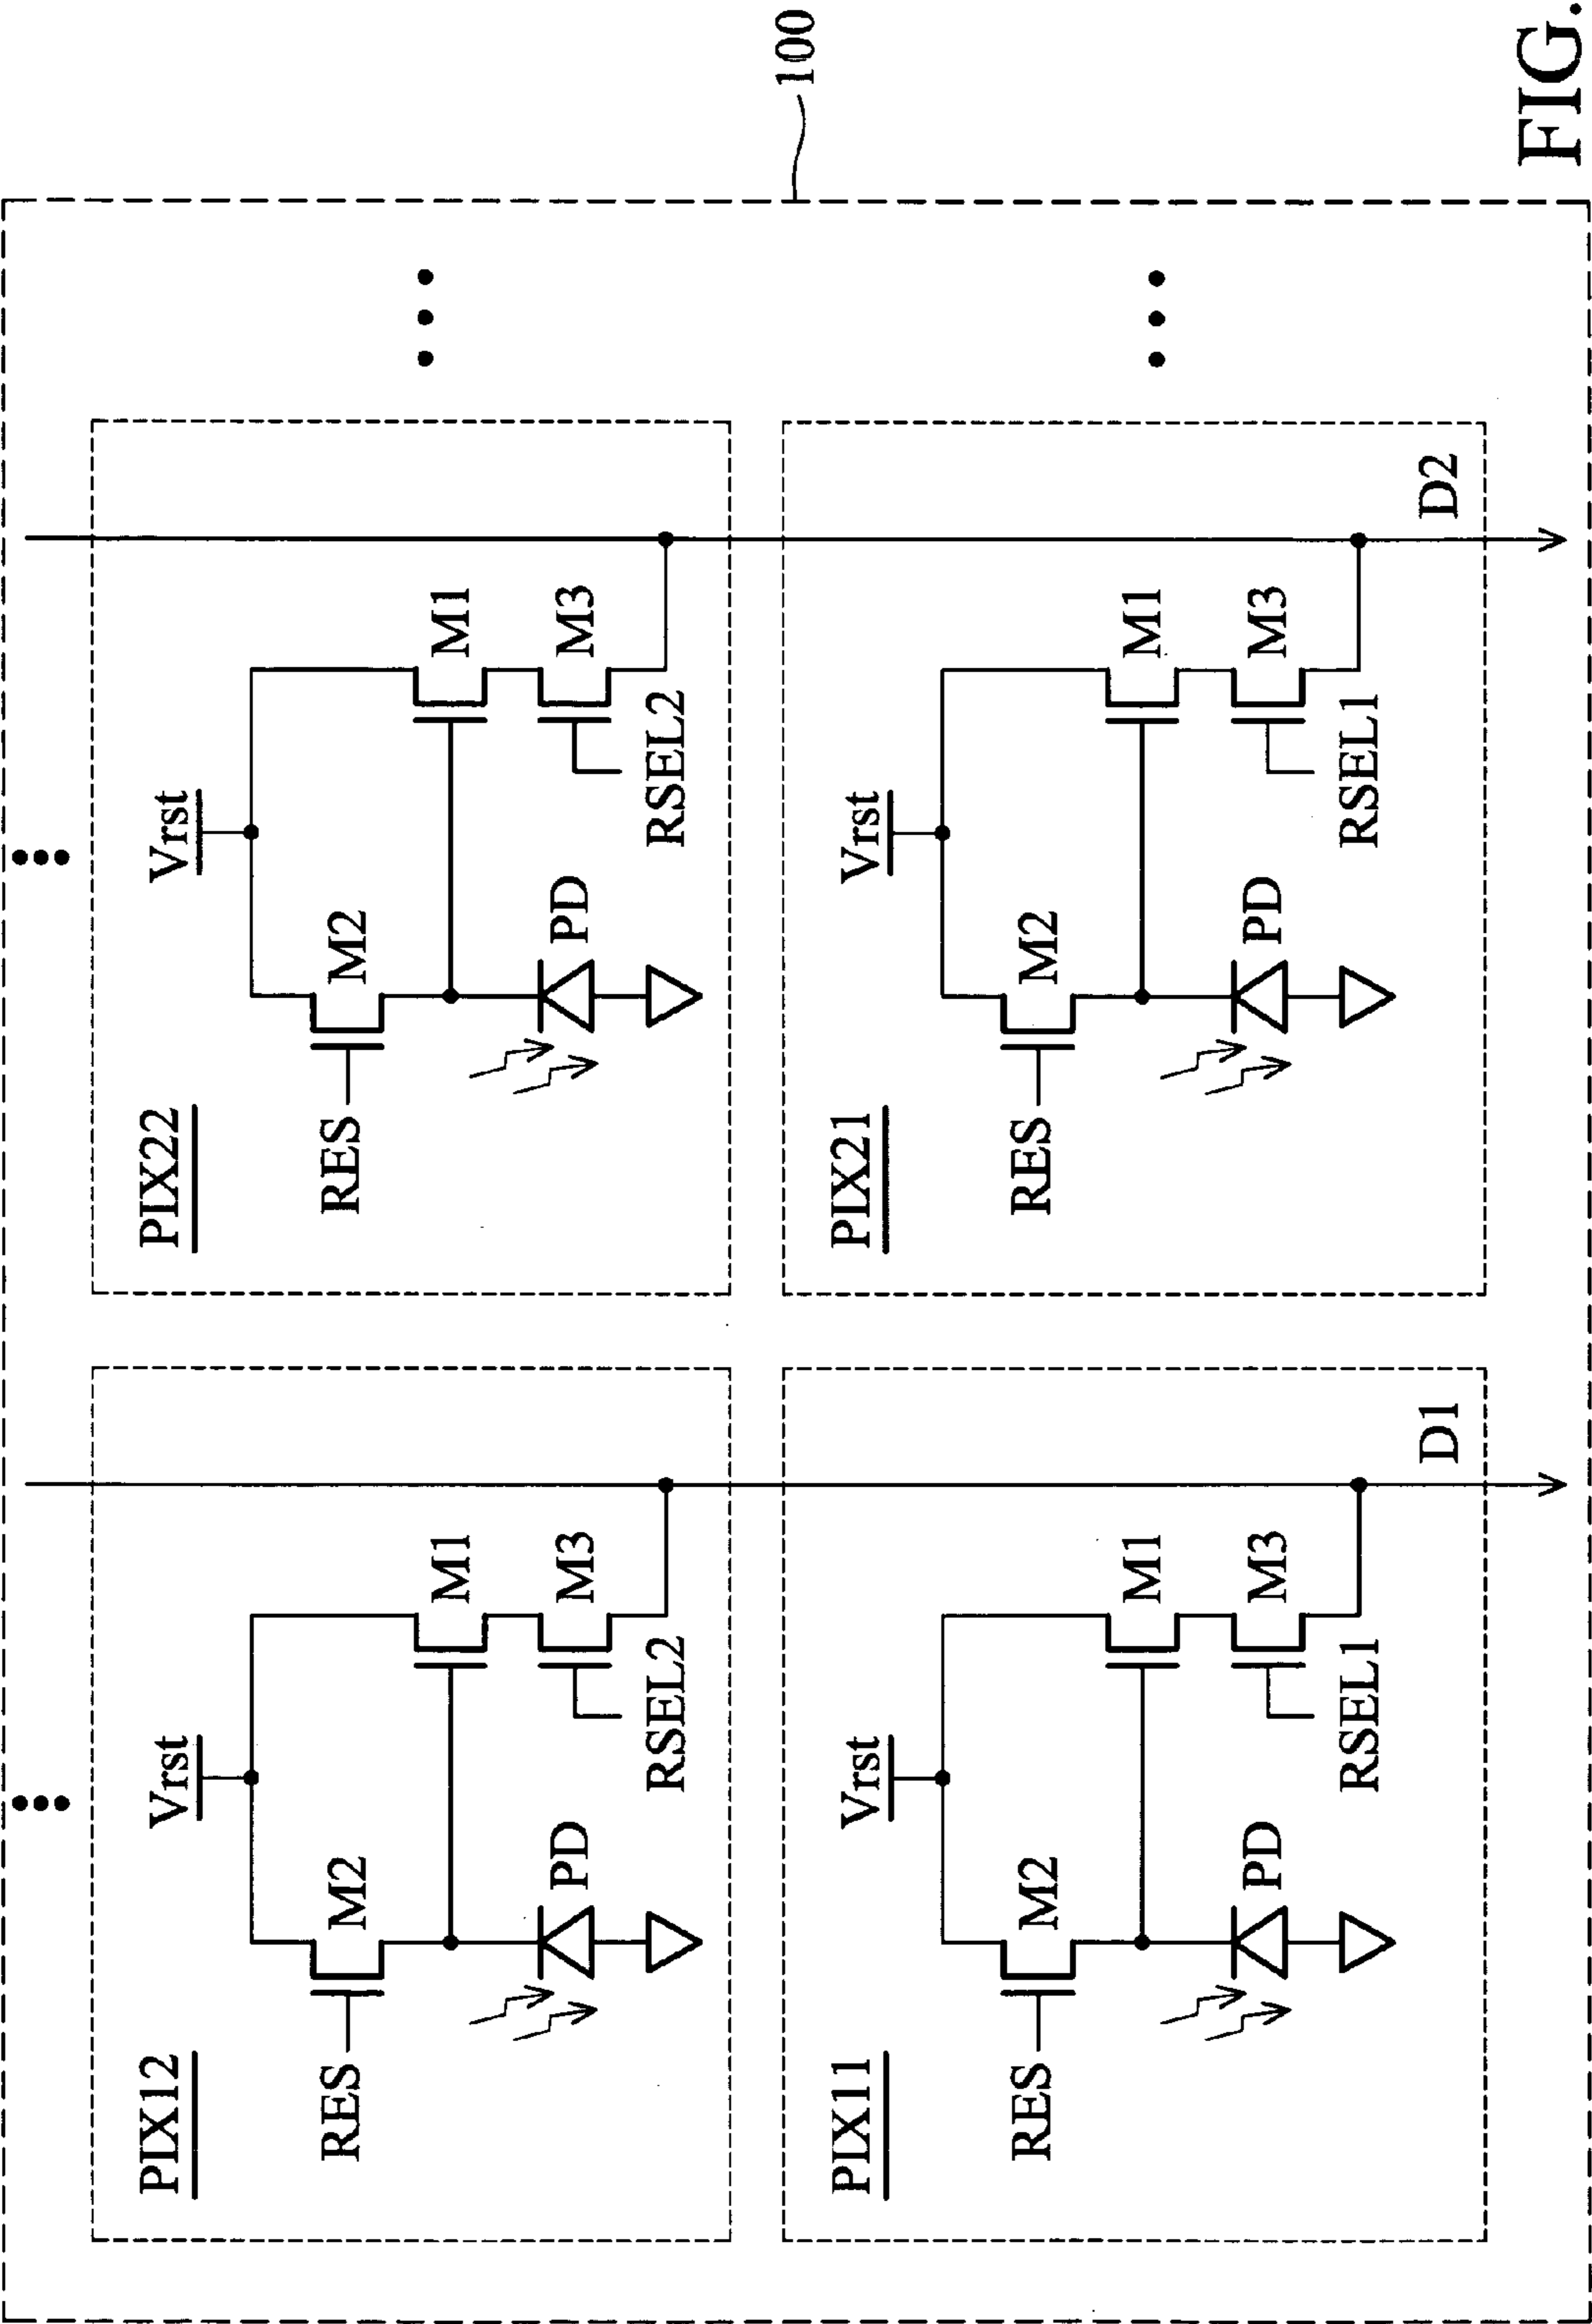 PIX12
Vrst
RES
M2
M1
M3
PD
RSEL2
PIX22
Vrst
RES
M2
M1
M3
PD
RSEL2
100
PIX11
Vrst
RES
M2
M1
M3
PD
RSEL1
D1
PIX21
Vrst
RES
M2
M1
M3
PD
RSEL1
D2
FIG.